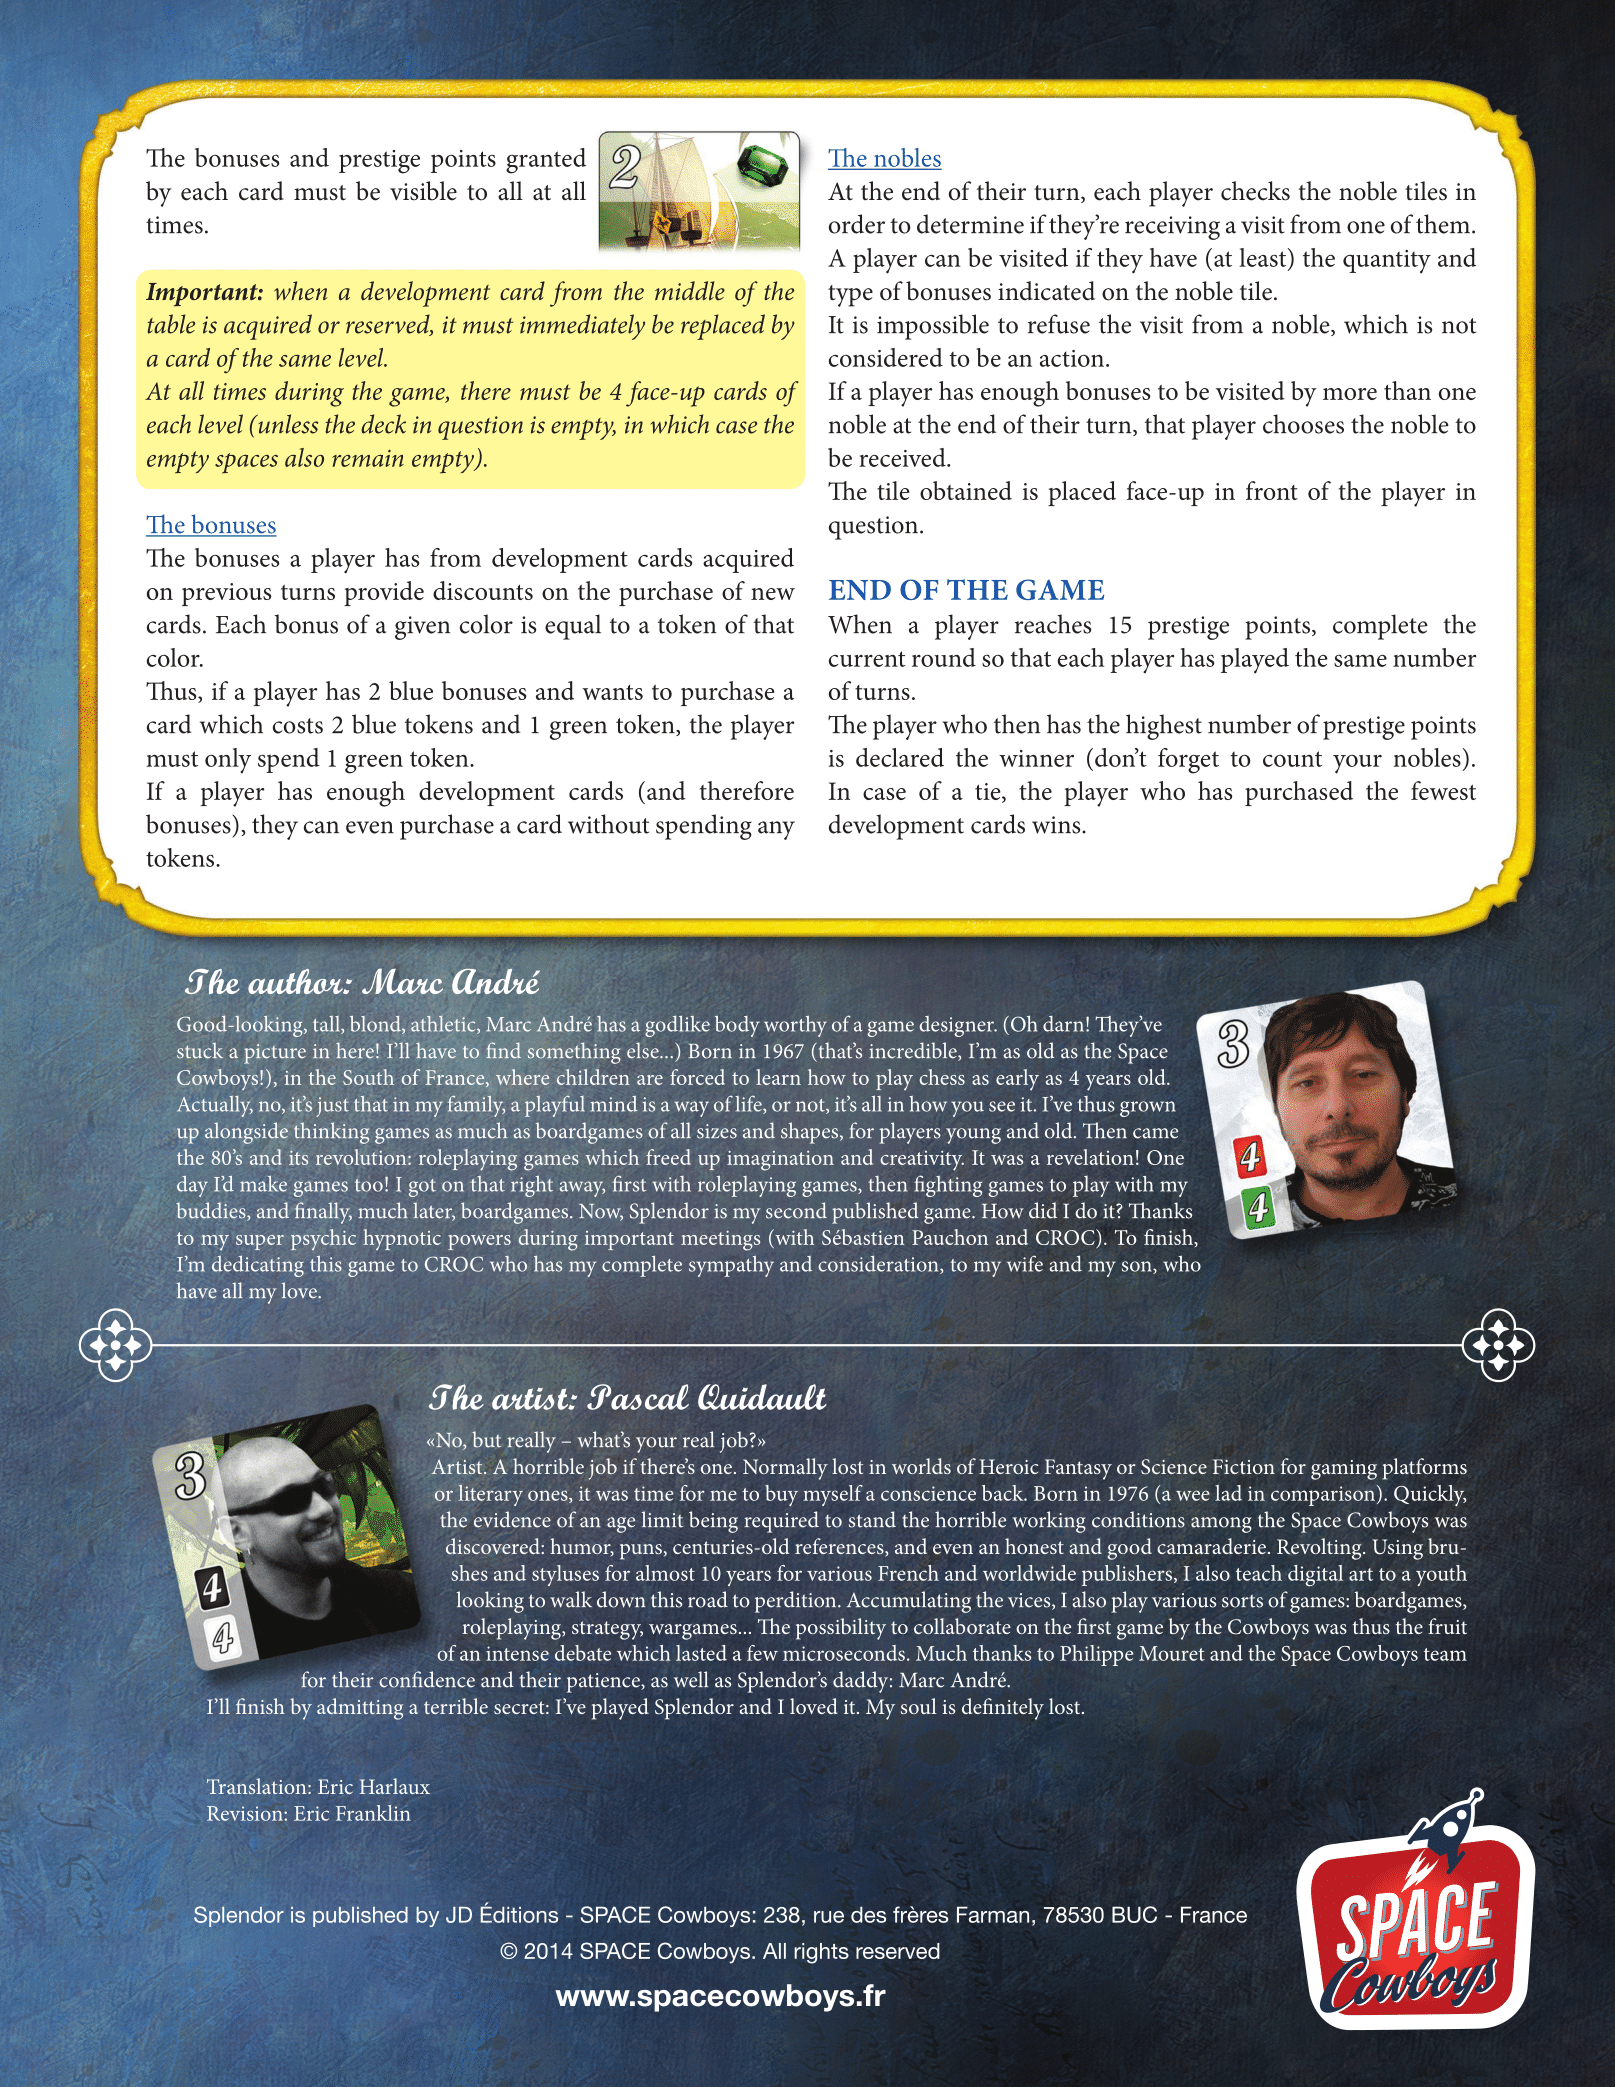 The bonuses and prestige points granted
by each card must be visible to all at all
times.
2
Important: when a development card from the middle of the
table is acquired or reserved, it must immediately be replaced by
a card of the same level.
At all times during the game, there must be 4 face-up cards of
each level (unless the deck in question is empty, in which case the
empty spaces also remain empty).
The bonuses
The bonuses a player has from development cards acquired
on previous turns provide discounts on the purchase of new
cards. Each bonus of a given color is equal to a token of that
color.
Thus, if a player has 2 blue bonuses and wants to purchase a
card which costs 2 blue tokens and 1 green token, the player
must only spend 1 green token.
If a player has enough development cards (and therefore
bonuses), they can even purchase a card without spending any
tokens.
The nobles
At the end of their turn, each player checks the noble tiles in
order to determine if they're receiving a visit from one of them.
A player can be visited if they have (at least) the quantity and
type of bonuses indicated on the noble tile.
It is impossible to refuse the visit from a noble, which is not
considered to be an action.
If a player has enough bonuses to be visited by more than one
noble at the end of their turn, that player chooses the noble to
be received.
The tile obtained is placed face-up in front of the player in
question.
END OF THE GAME
When a player reaches 15 prestige points, complete the
current round so that each player has played the same number
of turns.
The player who then has the highest number of prestige points
is declared the winner (don't forget to count your nobles).
In case of a tie, the player who has purchased the fewest
development cards wins.
The author: Marc André
Good-looking, tall, blond, athletic, Marc André has a godlike body worthy of a game designer. (Oh darn! They've
stuck a picture in here! I'll have to find something else...) Born in 1967 (that's incredible, I'm as old as the Space
Cowboys!), in the South of France, where children are forced to learn how to play chess as early as 4 years old.
Actually, no, it's just that in my family, a playful mind is a way of life, or not, it's all in how you see it. I've thus grown
up alongside thinking games as much as boardgames of all sizes and shapes, for players young and old. Then came
the 80's and its revolution: roleplaying games which freed up imagination and creativity. It was a revelation! One
day I'd make games too! I got on that right away, first with roleplaying games, then fighting games to play with my
buddies, and finally, much later, boardgames. Now, Splendor is my second published game. How did I do it? Thanks
to my super psychic hypnotic powers during important meetings (with Sébastien Pauchon and CROC). To finish,
I'm dedicating this game to CROC who has my complete sympathy and consideration, to my wife and my son, who
have all my love.
3
4
4
The artist: Pascal Quidault
«No, but really – what's your real job?»
Artist. A horrible job if there's one. Normally lost in worlds of Heroic Fantasy or Science Fiction for gaming platforms
or literary ones, it was time for me to buy myself a conscience back. Born in 1976 (a wee lad in comparison). Quickly,
the evidence of an age limit being required to stand the horrible working conditions among the Space Cowboys was
discovered: humor, puns, centuries-old references, and even an honest and good camaraderie. Revolting. Using bru-
shes and styluses for almost 10 years for various French and worldwide publishers, I also teach digital art to a youth
looking to walk down this road to perdition. Accumulating the vices, I also play various sorts of games: boardgames,
roleplaying, strategy, wargames... The possibility to collaborate on the first game by the Cowboys was thus the fruit
of an intense debate which lasted a few microseconds. Much thanks to Philippe Mouret and the Space Cowboys team
for their confidence and their patience, as well as Splendor's daddy: Marc André.
I'll finish by admitting a terrible secret: I've played Splendor and I loved it. My soul is definitely lost.
3
4
4
Translation: Eric Harlaux
Revision: Eric Franklin
Splendor is published by JD Éditions - SPACE Cowboys: 238, rue des frères Farman, 78530 BUC - France
© 2014 SPACE Cowboys. All rights reserved
www.spacecowboys.fr
SPACE
Cowboys